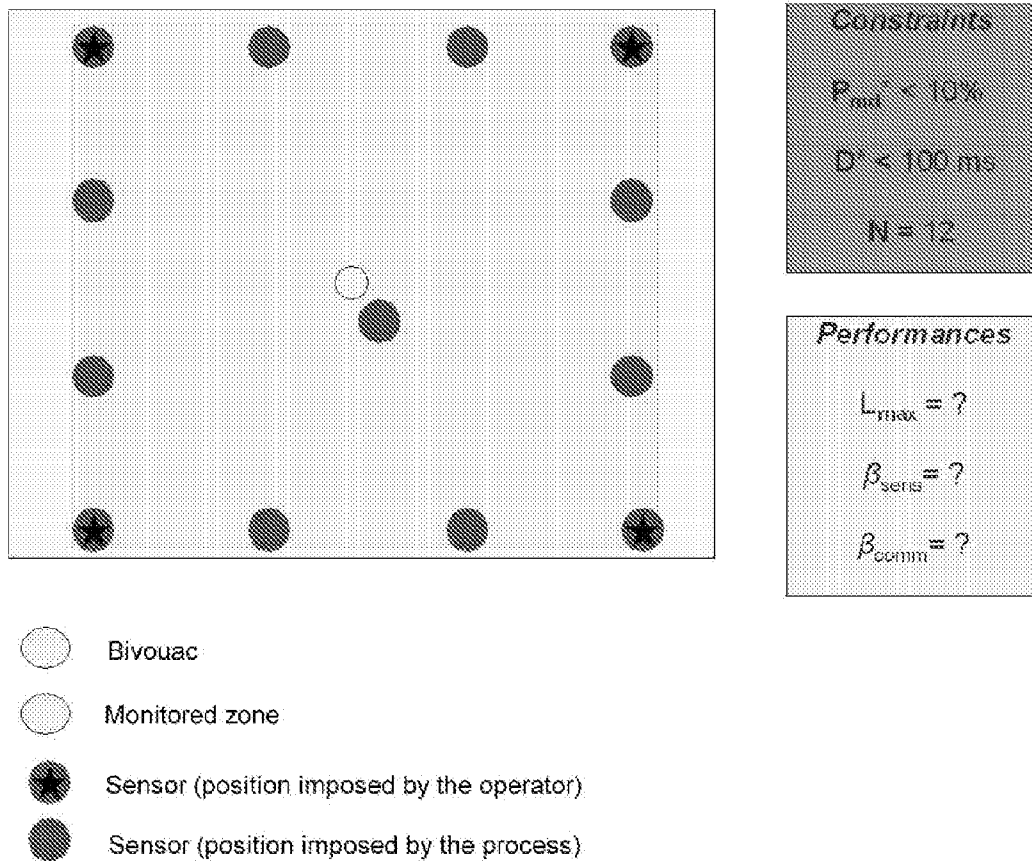 Constraints
P < 10%
D* < 100 ms
N = 12
Performances
Lmax = ?
βsens = ?
βcomm = ?
Bivouac
Monitored zone
Sensor (position imposed by the operator)
Sensor (position imposed by the process)